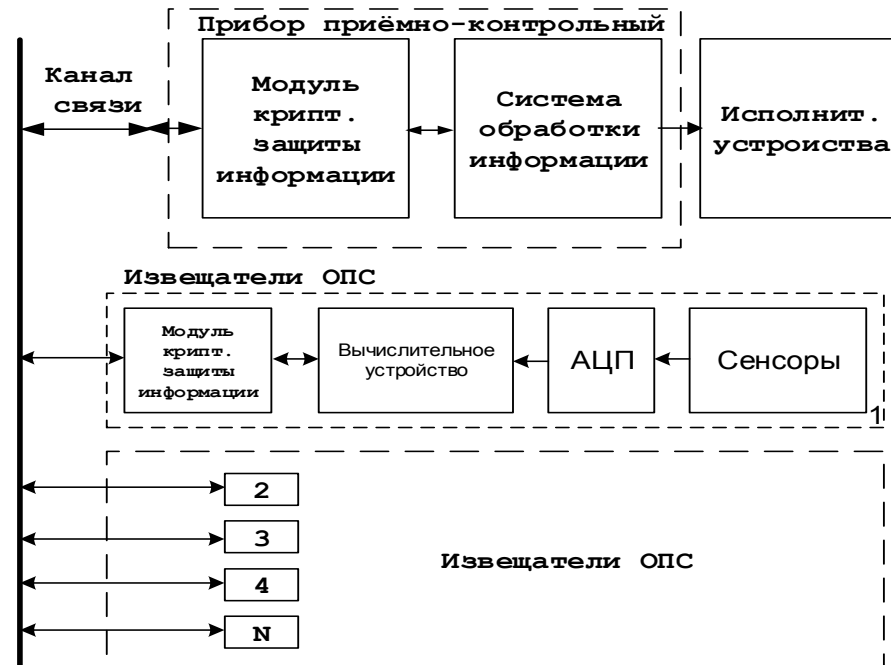 Прибор приёмно-контрольный
Канал
связи
Модуль
крипт.
защиты
информации
Система
обработки
информации
Исполнит.
устроиства
Извещатели ОПС
Модуль
крипт.
защиты
информации
Вычислительное
устройство
АЦП
Сенсоры
1
2
3
4
N
Извещатели ОПС